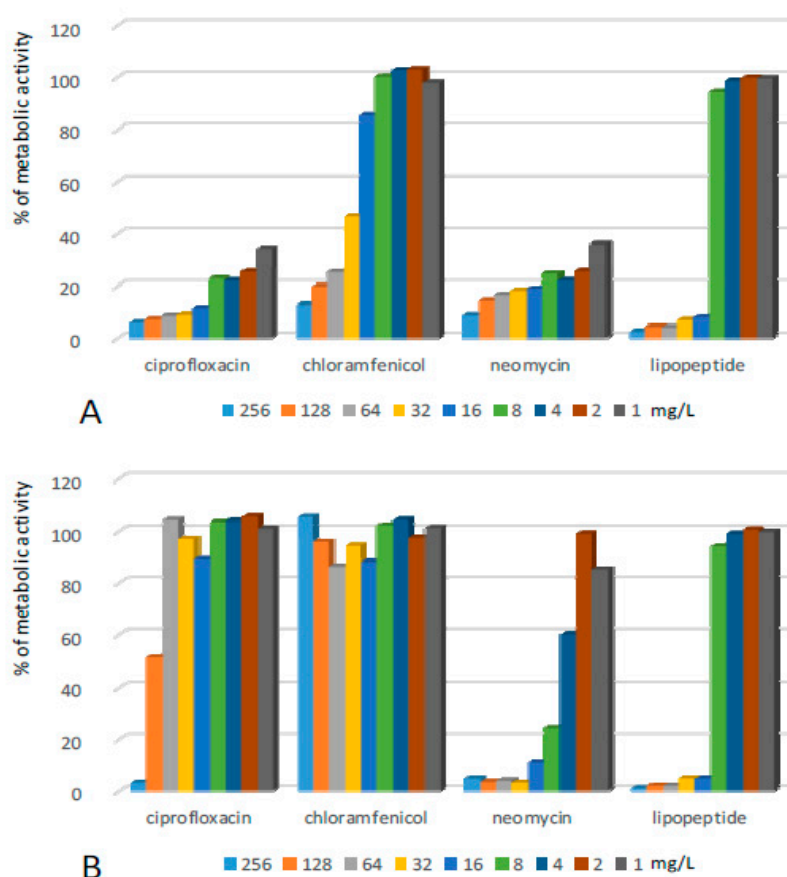 % of metabolic activity
120
100
80
60
40
20
0
ciprofloxacin chloramfenicol neomycin lipopeptide
A
256 128 64 32 16 8 4 2 1 mg/L
% of metabolic activity
120
100
80
60
40
20
0
ciprofloxacin chloramfenicol neomycin lipopeptide
B
256 128 64 32 16 8 4 2 1 mg/L